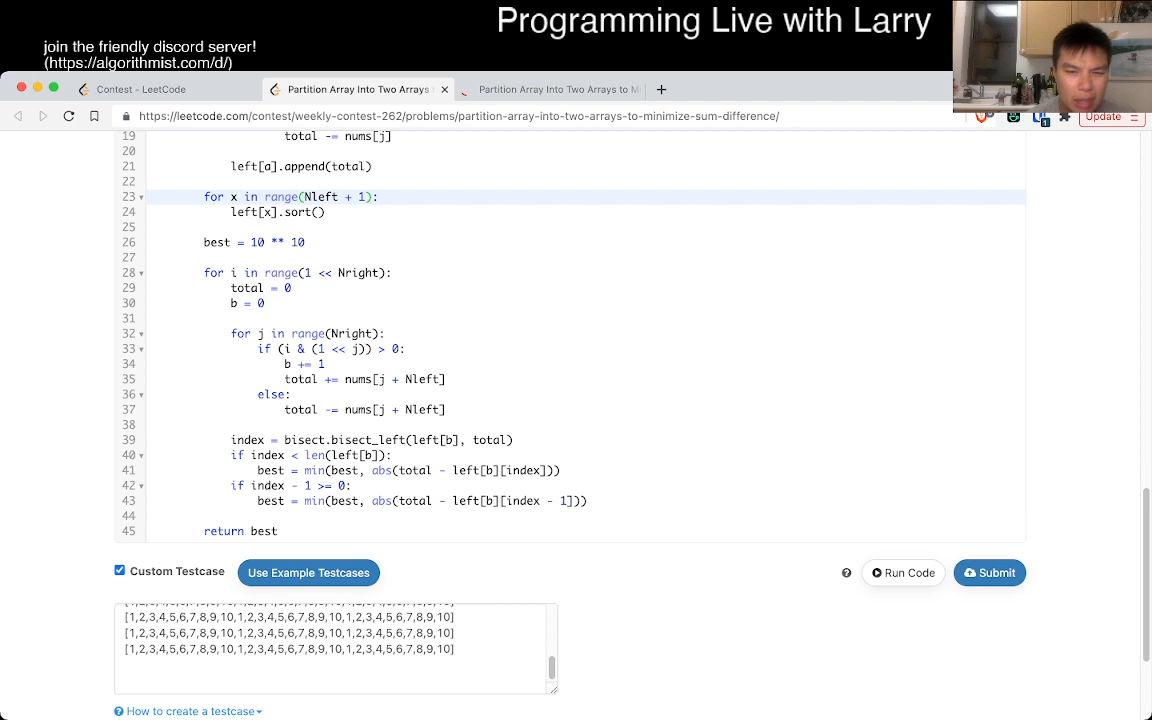 Programming Live with Larry
join the friendly discord server!
(https://algorithmist.com/d/)
Contest - LeetCode
Partition Array Into Two Arrays
Partition Array Into Two Arrays to M
https://leetcode.com/contest/weekly-contest-262/problems/partition-array-into-two-arrays-to-minimize-sum-difference/
Update
19 total -= nums[j]
20
21 left[a].append(total)
22
23 for x in range(Nleft + 1):
24 left[x].sort()
25
26 best = 10 ** 10
27
28 for i in range(1 << Nright):
29 total = 0
30 b = 0
31
32 for j in range(Nright):
33 if (i & (1 << j)) > 0:
34 b += 1
35 total += nums[j + Nleft]
36 else:
37 total -= nums[j + Nleft]
38
39 index = bisect.bisect_left(left[b], total)
40 if index < len(left[b]):
41 best = min(best, abs(total - left[b][index]))
42 if index - 1 >= 0:
43 best = min(best, abs(total - left[b][index - 1]))
44
45 return best
Custom Testcase
Use Example Testcases
Run Code
Submit
[1,2,3,4,5,6,7,8,9,10,1,2,3,4,5,6,7,8,9,10,1,2,3,4,5,6,7,8,9,10]
[1,2,3,4,5,6,7,8,9,10,1,2,3,4,5,6,7,8,9,10,1,2,3,4,5,6,7,8,9,10]
[1,2,3,4,5,6,7,8,9,10,1,2,3,4,5,6,7,8,9,10,1,2,3,4,5,6,7,8,9,10]
How to create a testcase